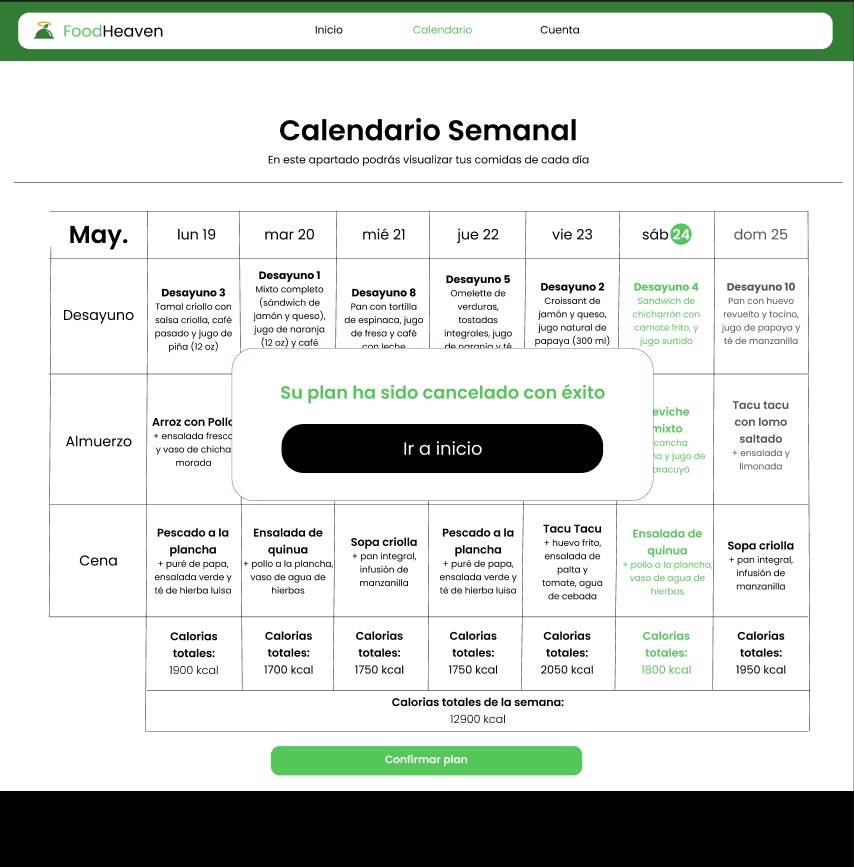 FoodHeaven
Inicio
Calendario
Cuenta
Calendario Semanal
En este apartado podrás visualizar tus comidas de cada día
May.
lun 19
mar 20
mié 21
jue 22
vie 23
sáb 24
dom 25
Desayuno
Desayuno 3
Tamal criollo con
salsa criolla, café
pasado y jugo de
piña (12 oz)
Desayuno 1
Mixto completo
(sándwich de
jamón y queso),
jugo de naranja
(12 oz) y café
Desayuno 8
Pan con tortilla
de espinaca, jugo
de fresa y café
con leche
Desayuno 5
Omelette de
verduras,
tostadas
integrales, jugo
de naranja y té
Desayuno 2
Croissant de
jamón y queso,
jugo natural de
papaya (300 ml)
Desayuno 4
Sandwich de
chicharrón con
camote frito, y
jugo surtido
Desayuno 10
Pan con huevo
revuelto y tocino,
jugo de papaya y
té de manzanilla
Su plan ha sido cancelado con éxito
Ir a inicio
Almuerzo
Arroz con Pollo
+ ensalada fresca
y vaso de chicha
morada
eviche
mixto
cancha
a y jugo de
aracuyá
Tacu tacu
con lomo
saltado
+ ensalada y
limonada
Cena
Pescado a la
plancha
+ puré de papa,
ensalada verde y
té de hierba luisa
Ensalada de
quinua
+ pollo a la plancha,
vaso de agua de
hierbas
Sopa criolla
+ pan integral,
infusión de
manzanilla
Pescado a la
plancha
+ puré de papa,
ensalada verde y
té de hierba luisa
Tacu Tacu
+ huevo frito,
ensalada de
palta y
tomate, agua
de cebada
Ensalada de
quinua
+ pollo a la plancha,
vaso de agua de
hierbas
Sopa criolla
+ pan integral,
infusión de
manzanilla
Calorias
totales:
1900 kcal
Calorias
totales:
1700 kcal
Calorias
totales:
1750 kcal
Calorias
totales:
1750 kcal
Calorias
totales:
2050 kcal
Calorias
totales:
1800 kcal
Calorias
totales:
1950 kcal
Calorias totales de la semana:
12900 kcal
Confirmar plan